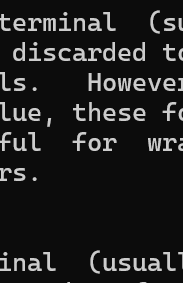 terminal  (su
discarded to
ls.   However
lue, these fo
ful  for  wra
rs.
inal  (usuall